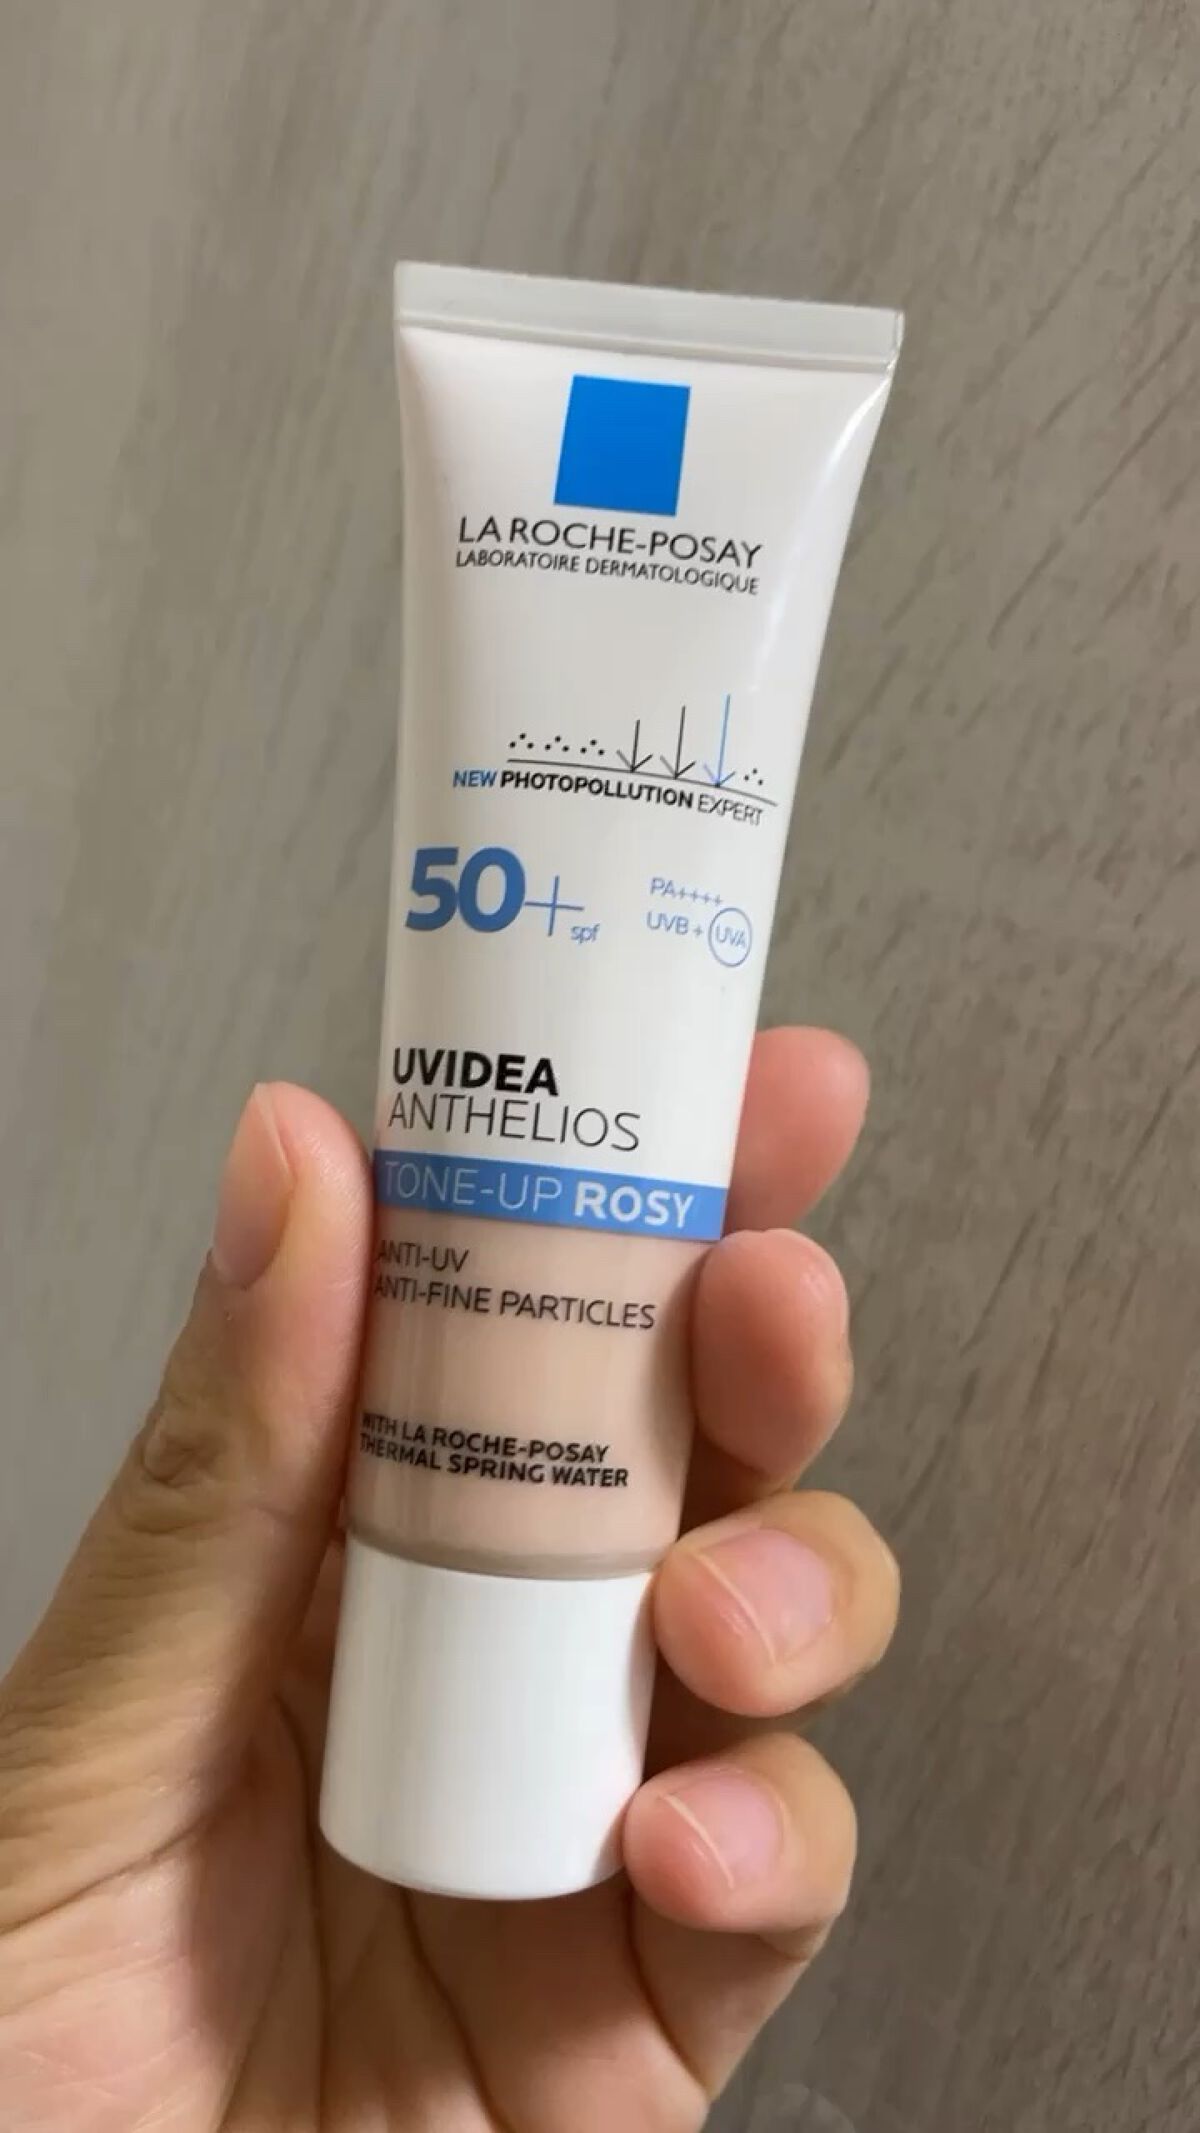 LA ROCHE-POSAY
LABORATOIRE DERMATOLOGIQUE
NEW PHOTOPOLLUTION EXPERT
50+ spf
PA++++
UVB + UVA
UVIDEA
ANTHELIOS
TONE-UP ROSY
ANTI-UV
ANTI-FINE PARTICLES
WITH LA ROCHE-POSAY
THERMAL SPRING WATER